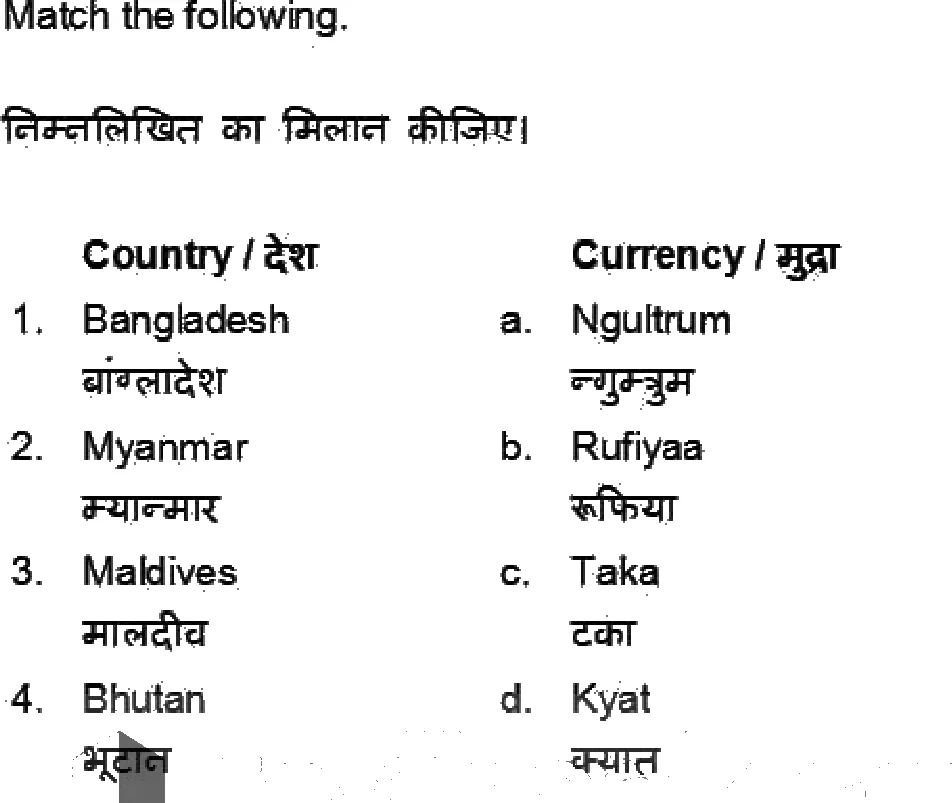 Match the following.
निम्नलिखित का मिलान कीजिए।
Country / देश Currency / मुद्रा
1. Bangladesh a. Ngultrum
बांग्लादेश न्गुम्त्रुम
2. Myanmar b. Rufiyaa
म्यान्मार रूफिया
3. Maldives c. Taka
मालदीव टका
4. Bhutan d. Kyat
भूटान क्यात